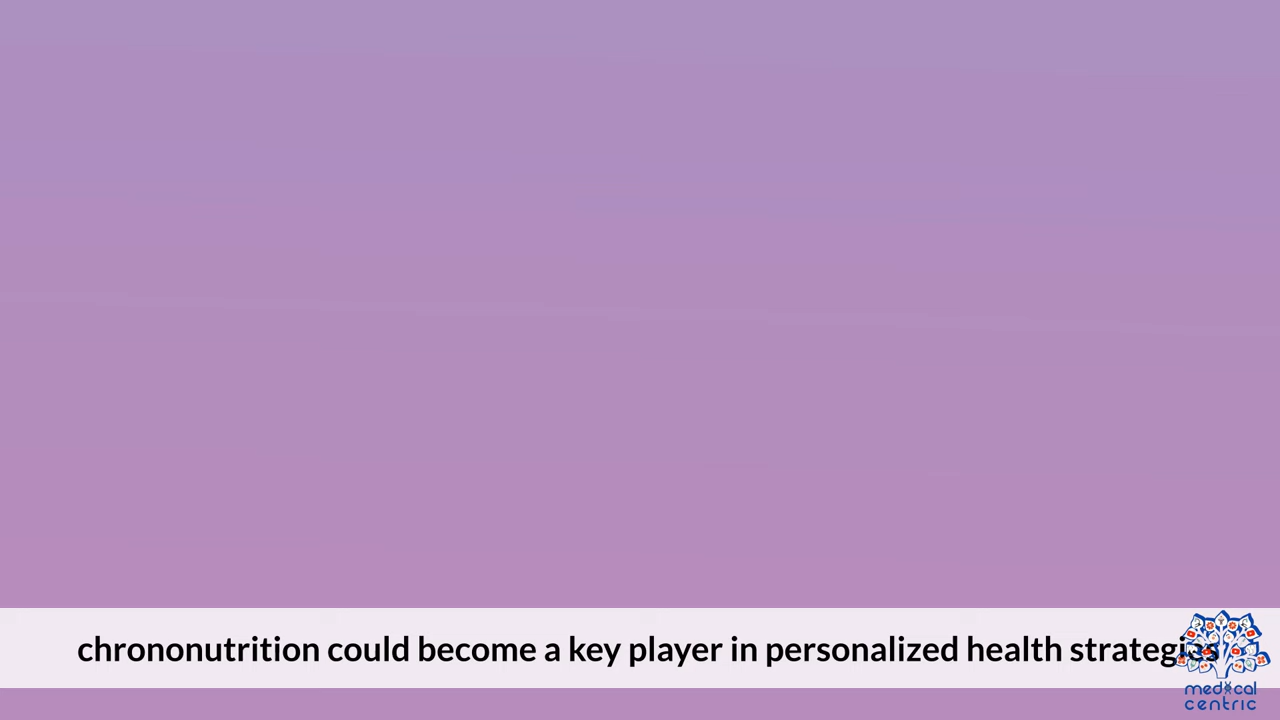 chrononutrition could become a key player in personalized health strategies
medical
centric